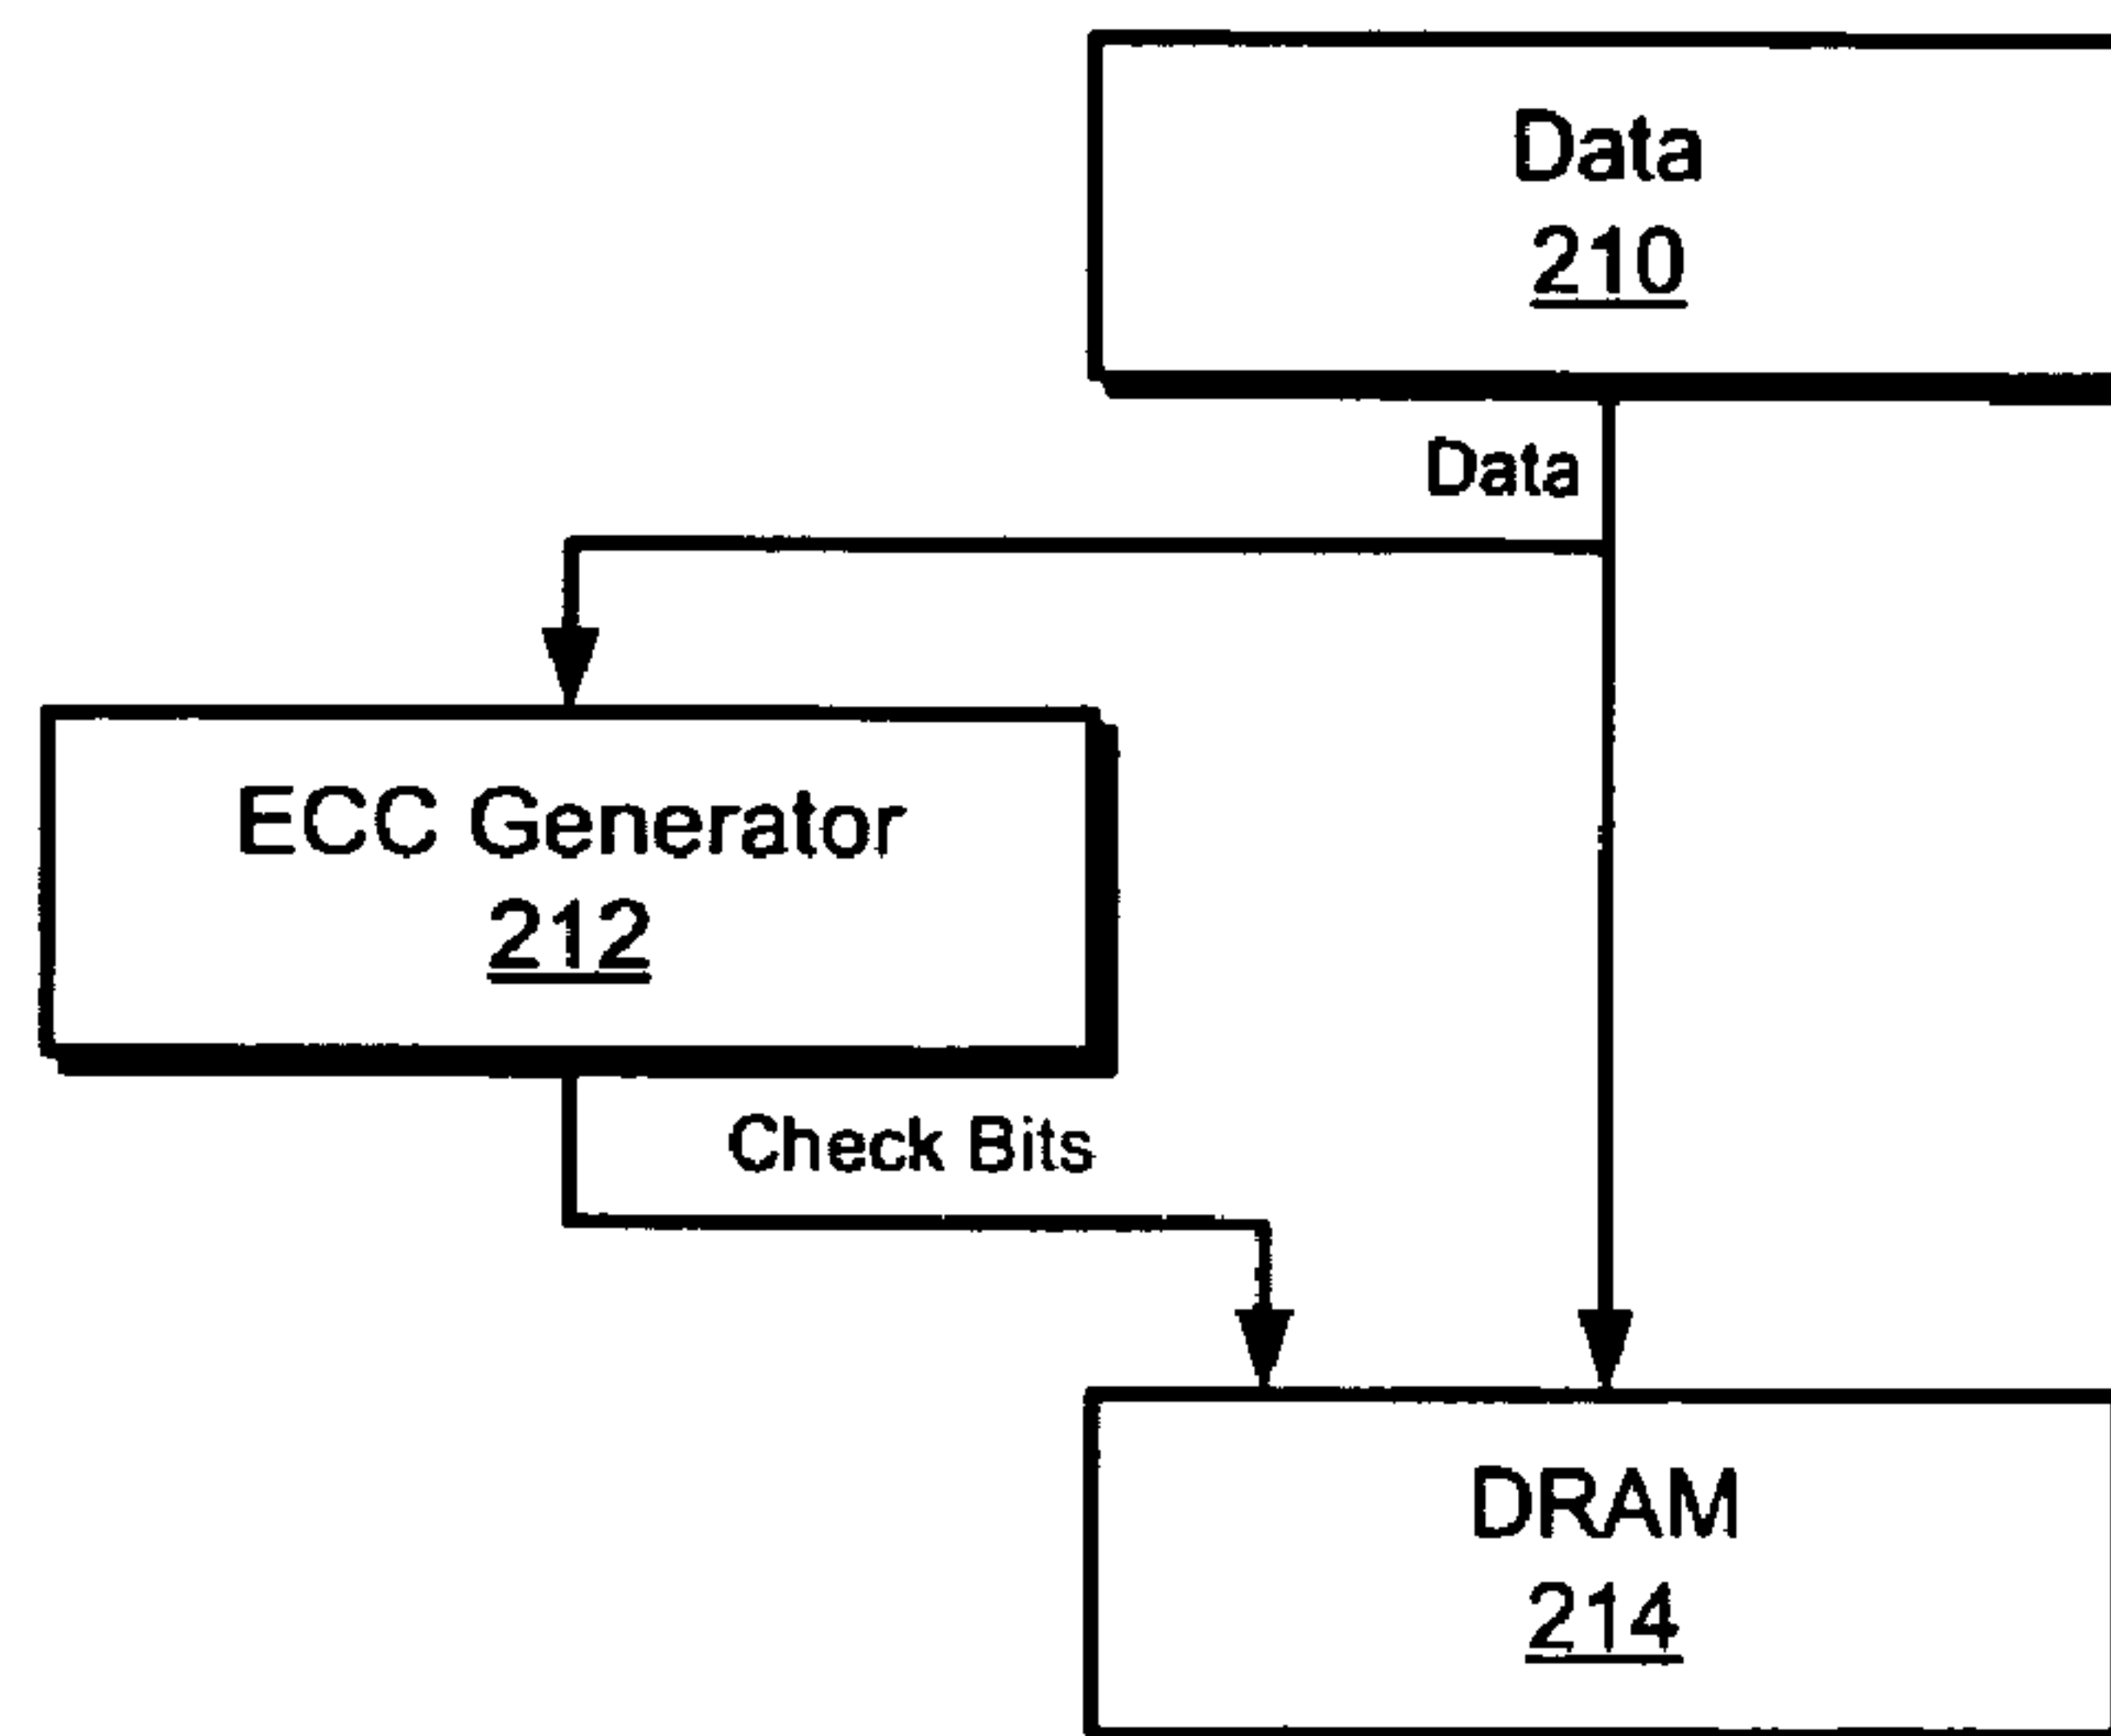 Data
210
Data
ECC Generator
212
Check Bits
DRAM
214